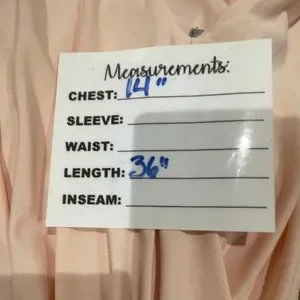 Measurements:
CHEST: 14"
SLEEVE:
WAIST:
LENGTH: 36"
INSEAM: